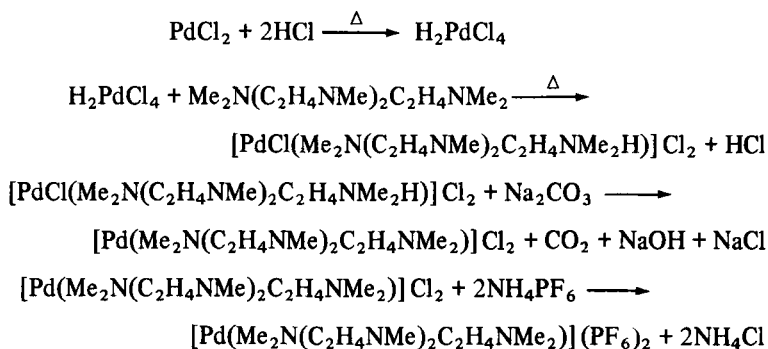 PdCl₂ + 2HCl —Δ→ H₂PdCl₄
H₂PdCl₄ + Me₂N(C₂H₄NMe)₂C₂H₄NMe₂ —Δ→
[PdCl(Me₂N(C₂H₄NMe)₂C₂H₄NMe₂H)]Cl₂ + HCl
[PdCl(Me₂N(C₂H₄NMe)₂C₂H₄NMe₂H)]Cl₂ + Na₂CO₃ ⟶
[Pd(Me₂N(C₂H₄NMe)₂C₂H₄NMe₂)]Cl₂ + CO₂ + NaOH + NaCl
[Pd(Me₂N(C₂H₄NMe)₂C₂H₄NMe₂)]Cl₂ + 2NH₄PF₆ ⟶
[Pd(Me₂N(C₂H₄NMe)₂C₂H₄NMe₂)](PF₆)₂ + 2NH₄Cl